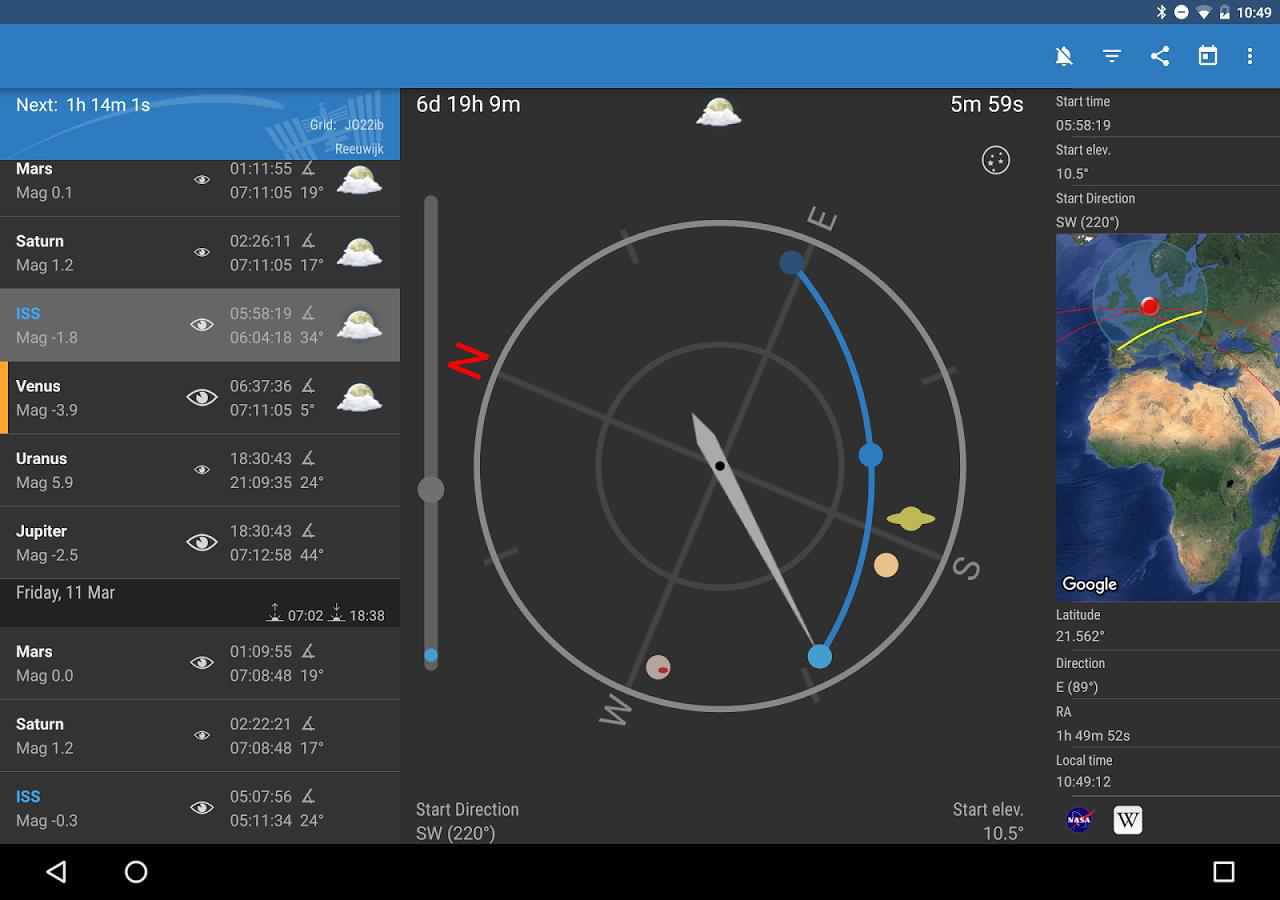 10:49
Next: 1h 14m 1s
Grid: JO22ib
Reeuwijk
Mars 01:11:55
Mag 0.1 07:11:05 19°
Saturn 02:26:11
Mag 1.2 07:11:05 17°
ISS 05:58:19
Mag -1.8 06:04:18 34°
Venus 06:37:36
Mag -3.9 07:11:05 5°
Uranus 18:30:43
Mag 5.9 21:09:35 24°
Jupiter 18:30:43
Mag -2.5 07:12:58 44°
Friday, 11 Mar
07:02 18:38
Mars 01:09:55
Mag 0.0 07:08:48 19°
Saturn 02:22:21
Mag 1.2 07:08:48 17°
ISS 05:07:56
Mag -0.3 05:11:34 24°
6d 19h 9m 5m 59s
E
N
S
W
Start Direction Start elev.
SW (220°) 10.5°
Start time
05:58:19
Start elev.
10.5°
Start Direction
SW (220°)
Google
Latitude
21.562°
Direction
E (89°)
RA
1h 49m 52s
Local time
10:49:12
NASA W